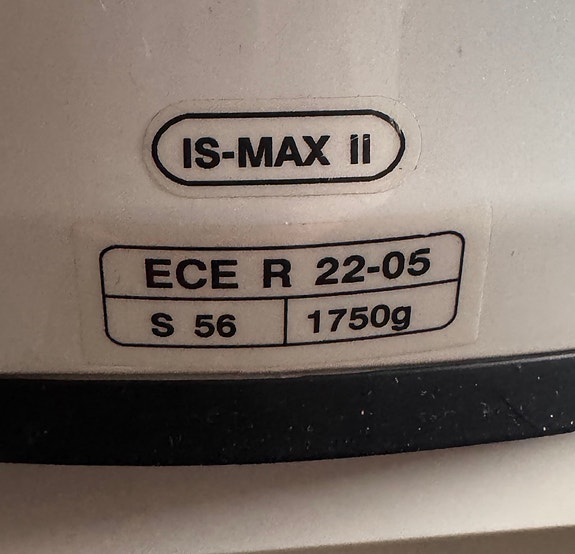 IS-MAX II
ECE R 22-05
S 56
1750g